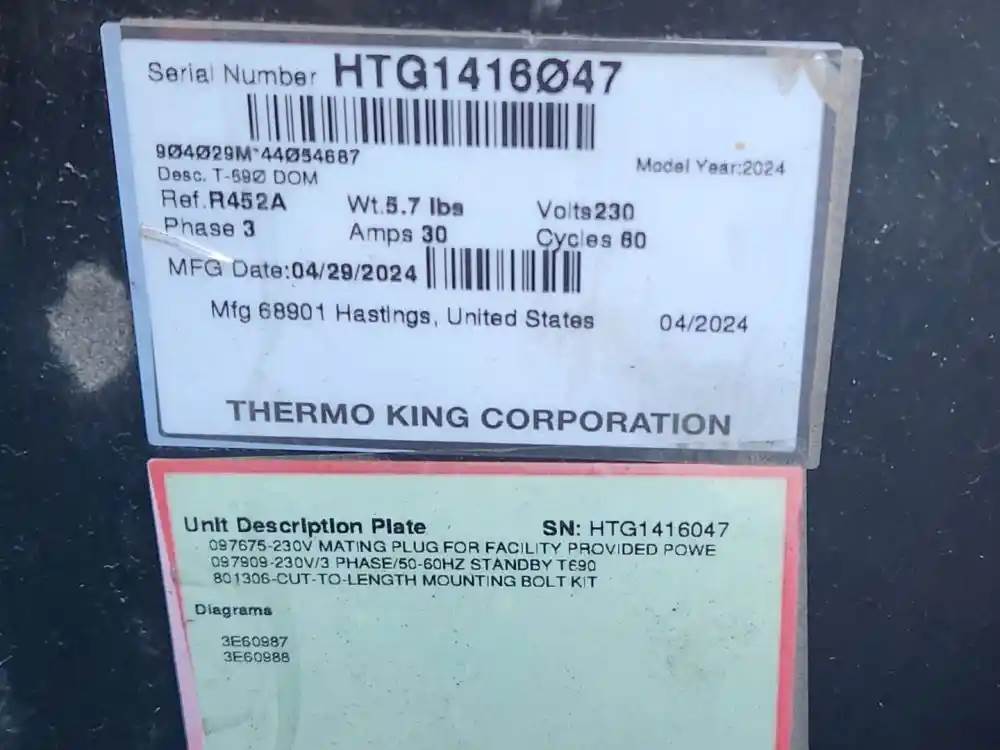 Serial Number HTG1416Ø47
9Ø4Ø29M*44Ø54687
Model Year:2024
Desc. T-69Ø DOM
Ref.R452A Wt.5.7 lbs Volts230
Phase 3 Amps 30 Cycles 60
MFG Date:04/29/2024
Mfg 68901 Hastings, United States 04/2024
THERMO KING CORPORATION
Unit Description Plate SN: HTG1416047
097675-230V MATING PLUG FOR FACILITY PROVIDED POWE
097909-230V/3 PHASE/50-60HZ STANDBY T690
801306-CUT-TO-LENGTH MOUNTING BOLT KIT
Diagrams
3E60987
3E60988